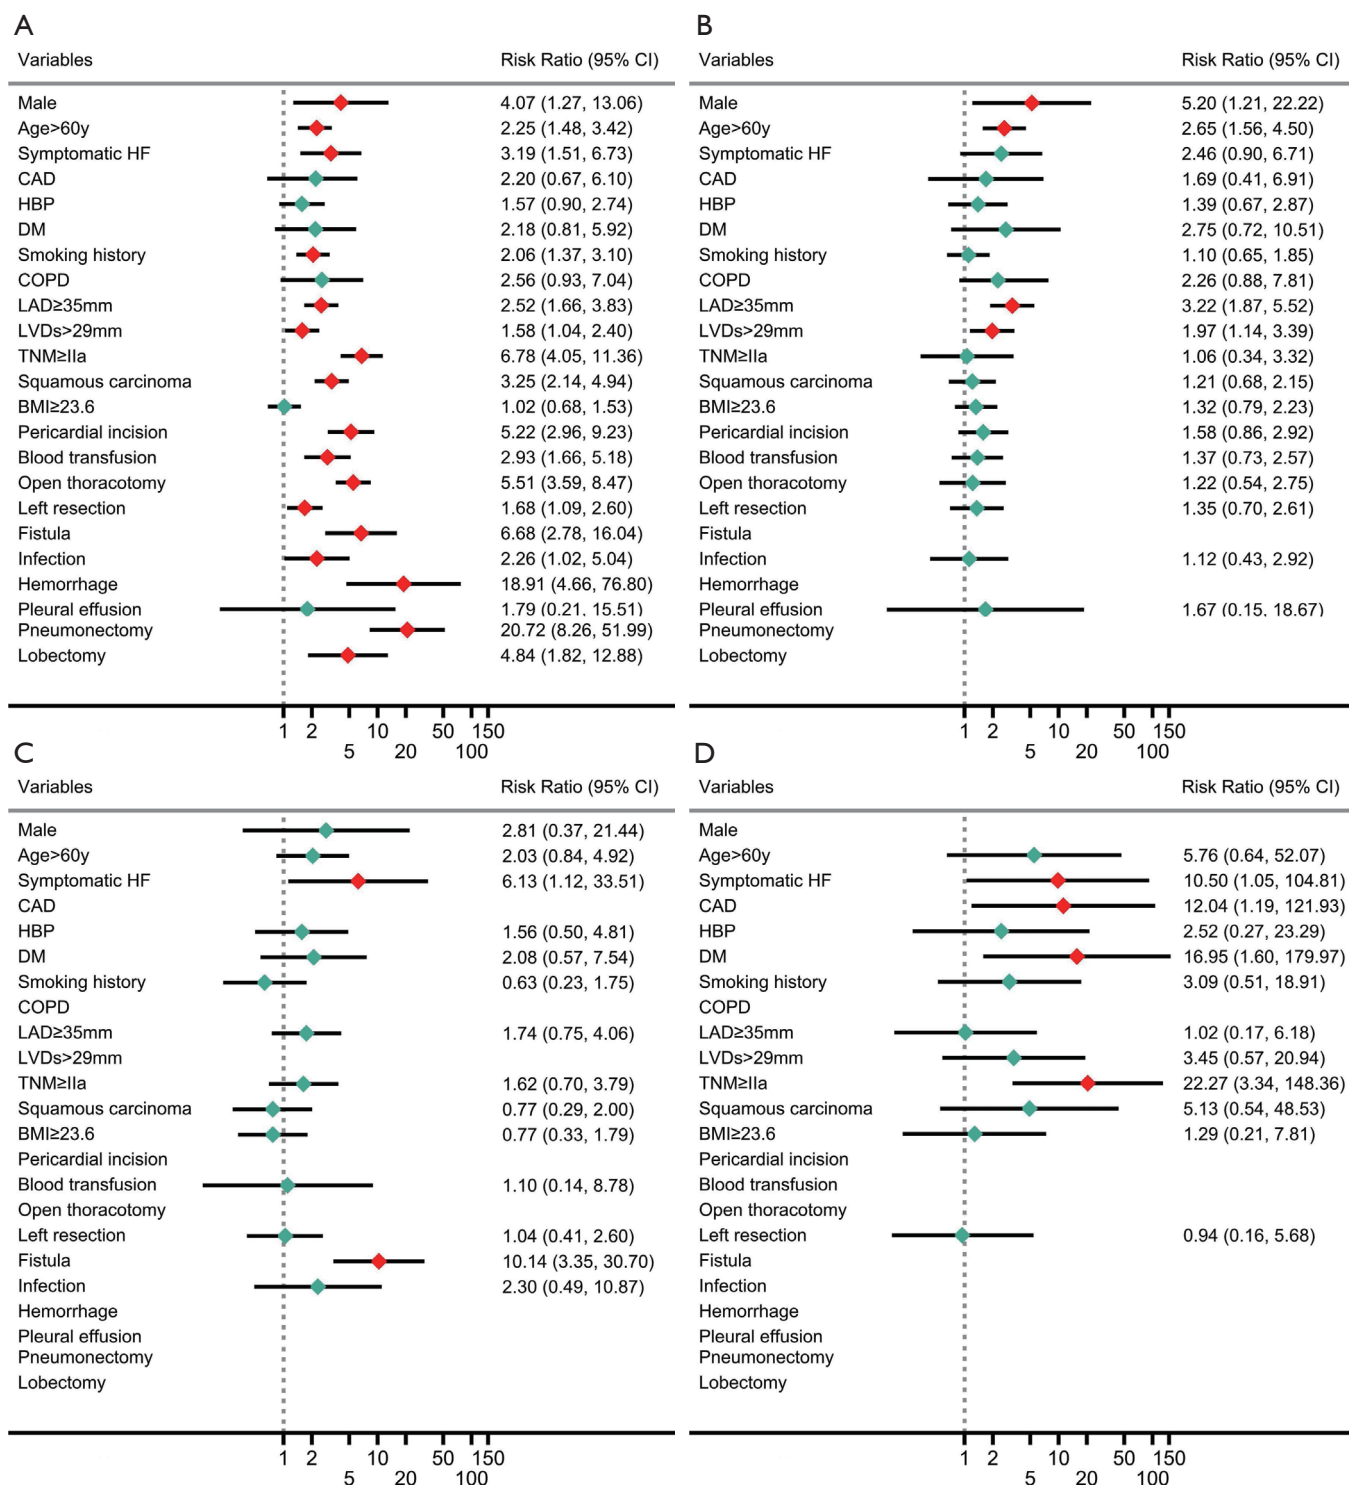 A
Variables Risk Ratio (95% CI)
Male 4.07 (1.27, 13.06)
Age>60y 2.25 (1.48, 3.42)
Symptomatic HF 3.19 (1.51, 6.73)
CAD 2.20 (0.67, 6.10)
HBP 1.57 (0.90, 2.74)
DM 2.18 (0.81, 5.92)
Smoking history 2.06 (1.37, 3.10)
COPD 2.56 (0.93, 7.04)
LAD≥35mm 2.52 (1.66, 3.83)
LVDs>29mm 1.58 (1.04, 2.40)
TNM≥IIa 6.78 (4.05, 11.36)
Squamous carcinoma 3.25 (2.14, 4.94)
BMI≥23.6 1.02 (0.68, 1.53)
Pericardial incision 5.22 (2.96, 9.23)
Blood transfusion 2.93 (1.66, 5.18)
Open thoracotomy 5.51 (3.59, 8.47)
Left resection 1.68 (1.09, 2.60)
Fistula 6.68 (2.78, 16.04)
Infection 2.26 (1.02, 5.04)
Hemorrhage 18.91 (4.66, 76.80)
Pleural effusion 1.79 (0.21, 15.51)
Pneumonectomy 20.72 (8.26, 51.99)
Lobectomy 4.84 (1.82, 12.88)
1 2 10 50 150
5 20 100
B
Variables Risk Ratio (95% CI)
Male 5.20 (1.21, 22.22)
Age>60y 2.65 (1.56, 4.50)
Symptomatic HF 2.46 (0.90, 6.71)
CAD 1.69 (0.41, 6.91)
HBP 1.39 (0.67, 2.87)
DM 2.75 (0.72, 10.51)
Smoking history 1.10 (0.65, 1.85)
COPD 2.26 (0.88, 7.81)
LAD≥35mm 3.22 (1.87, 5.52)
LVDs>29mm 1.97 (1.14, 3.39)
TNM≥IIa 1.06 (0.34, 3.32)
Squamous carcinoma 1.21 (0.68, 2.15)
BMI≥23.6 1.32 (0.79, 2.23)
Pericardial incision 1.58 (0.86, 2.92)
Blood transfusion 1.37 (0.73, 2.57)
Open thoracotomy 1.22 (0.54, 2.75)
Left resection 1.35 (0.70, 2.61)
Fistula
Infection 1.12 (0.43, 2.92)
Hemorrhage
Pleural effusion 1.67 (0.15, 18.67)
Pneumonectomy
Lobectomy
1 2 10 50 150
5 20 100
C
Variables Risk Ratio (95% CI)
Male 2.81 (0.37, 21.44)
Age>60y 2.03 (0.84, 4.92)
Symptomatic HF 6.13 (1.12, 33.51)
CAD
HBP 1.56 (0.50, 4.81)
DM 2.08 (0.57, 7.54)
Smoking history 0.63 (0.23, 1.75)
COPD
LAD≥35mm 1.74 (0.75, 4.06)
LVDs>29mm
TNM≥IIa 1.62 (0.70, 3.79)
Squamous carcinoma 0.77 (0.29, 2.00)
BMI≥23.6 0.77 (0.33, 1.79)
Pericardial incision
Blood transfusion 1.10 (0.14, 8.78)
Open thoracotomy
Left resection 1.04 (0.41, 2.60)
Fistula 10.14 (3.35, 30.70)
Infection 2.30 (0.49, 10.87)
Hemorrhage
Pleural effusion
Pneumonectomy
Lobectomy
1 2 10 50 150
5 20 100
D
Variables Risk Ratio (95% CI)
Male
Age>60y 5.76 (0.64, 52.07)
Symptomatic HF 10.50 (1.05, 104.81)
CAD 12.04 (1.19, 121.93)
HBP 2.52 (0.27, 23.29)
DM 16.95 (1.60, 179.97)
Smoking history 3.09 (0.51, 18.91)
COPD
LAD≥35mm 1.02 (0.17, 6.18)
LVDs>29mm 3.45 (0.57, 20.94)
TNM≥IIa 22.27 (3.34, 148.36)
Squamous carcinoma 5.13 (0.54, 48.53)
BMI≥23.6 1.29 (0.21, 7.81)
Pericardial incision
Blood transfusion
Open thoracotomy
Left resection 0.94 (0.16, 5.68)
Fistula
Infection
Hemorrhage
Pleural effusion
Pneumonectomy
Lobectomy
1 2 10 50 150
5 20 100